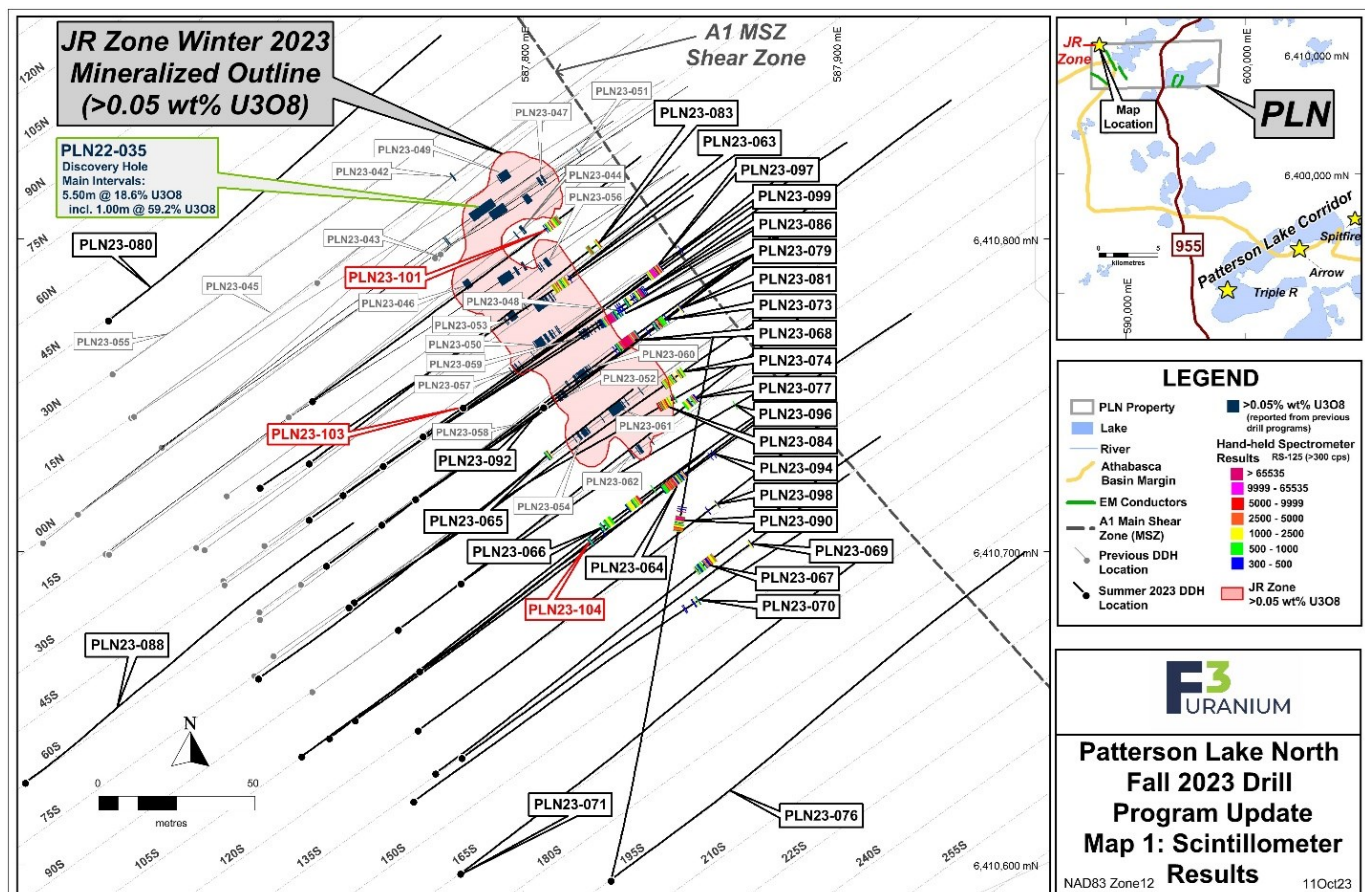 JR Zone Winter 2023
Mineralized Outline
(>0.05 wt% U3O8)
PLN22-035
Discovery Hole
Main Intervals:
5.50m @ 18.6% U3O8
incl. 1.00m @ 59.2% U3O8
A1 MSZ
Shear Zone
587,800 mE
587,900 mE
6,410,800 mN
6,410,700 mN
6,410,600 mN
120N
105N
90N
75N
60N
45N
30N
15N
00N
15S
30S
45S
60S
75S
90S
105S
120S
135S
150S
165S
180S
195S
210S
225S
240S
255S
PLN23-051
PLN23-047
PLN23-049
PLN23-042
PLN23-044
PLN23-056
PLN23-043
PLN23-045
PLN23-046
PLN23-048
PLN23-055
PLN23-053
PLN23-050
PLN23-059
PLN23-057
PLN23-060
PLN23-052
PLN23-058
PLN23-061
PLN23-062
PLN23-054
PLN23-083
PLN23-063
PLN23-097
PLN23-099
PLN23-086
PLN23-079
PLN23-081
PLN23-073
PLN23-068
PLN23-074
PLN23-077
PLN23-096
PLN23-084
PLN23-094
PLN23-098
PLN23-090
PLN23-069
PLN23-067
PLN23-070
PLN23-080
PLN23-101
PLN23-103
PLN23-092
PLN23-065
PLN23-066
PLN23-064
PLN23-104
PLN23-088
PLN23-071
PLN23-076
N
0 50
metres
JR
Zone
Map
Location
PLN
600,000 mE
6,410,000 mN
6,400,000 mN
590,000 mE
0 5
kilometres
955
Patterson Lake Corridor
Spitfire
Arrow
Triple R
LEGEND
PLN Property
Lake
River
Athabasca
Basin Margin
EM Conductors
A1 Main Shear
Zone (MSZ)
Previous DDH
Location
Summer 2023 DDH
Location
>0.05% wt% U3O8
(reported from previous
drill programs)
Hand-held Spectrometer
Results RS-125 (>300 cps)
> 65535
9999 - 65535
5000 - 9999
2500 - 5000
1000 - 2500
500 - 1000
300 - 500
JR Zone
>0.05 wt% U3O8
F3
URANIUM
Patterson Lake North
Fall 2023 Drill
Program Update
Map 1: Scintillometer
Results
NAD83 Zone12
11Oct23